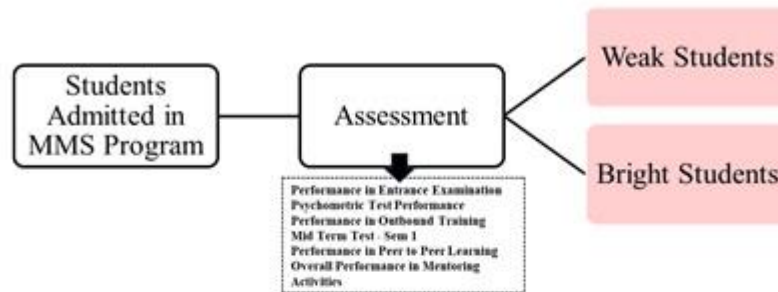 Students
Admitted in
MMS Program
Assessment
Performance in Entrance Examination
Psychometric Test Performance
Performance in Outbound Training
Mid Term Test - Sem 1
Performance in Peer to Peer Learning
Overall Performance in Mentoring
Activities
Weak Students
Bright Students